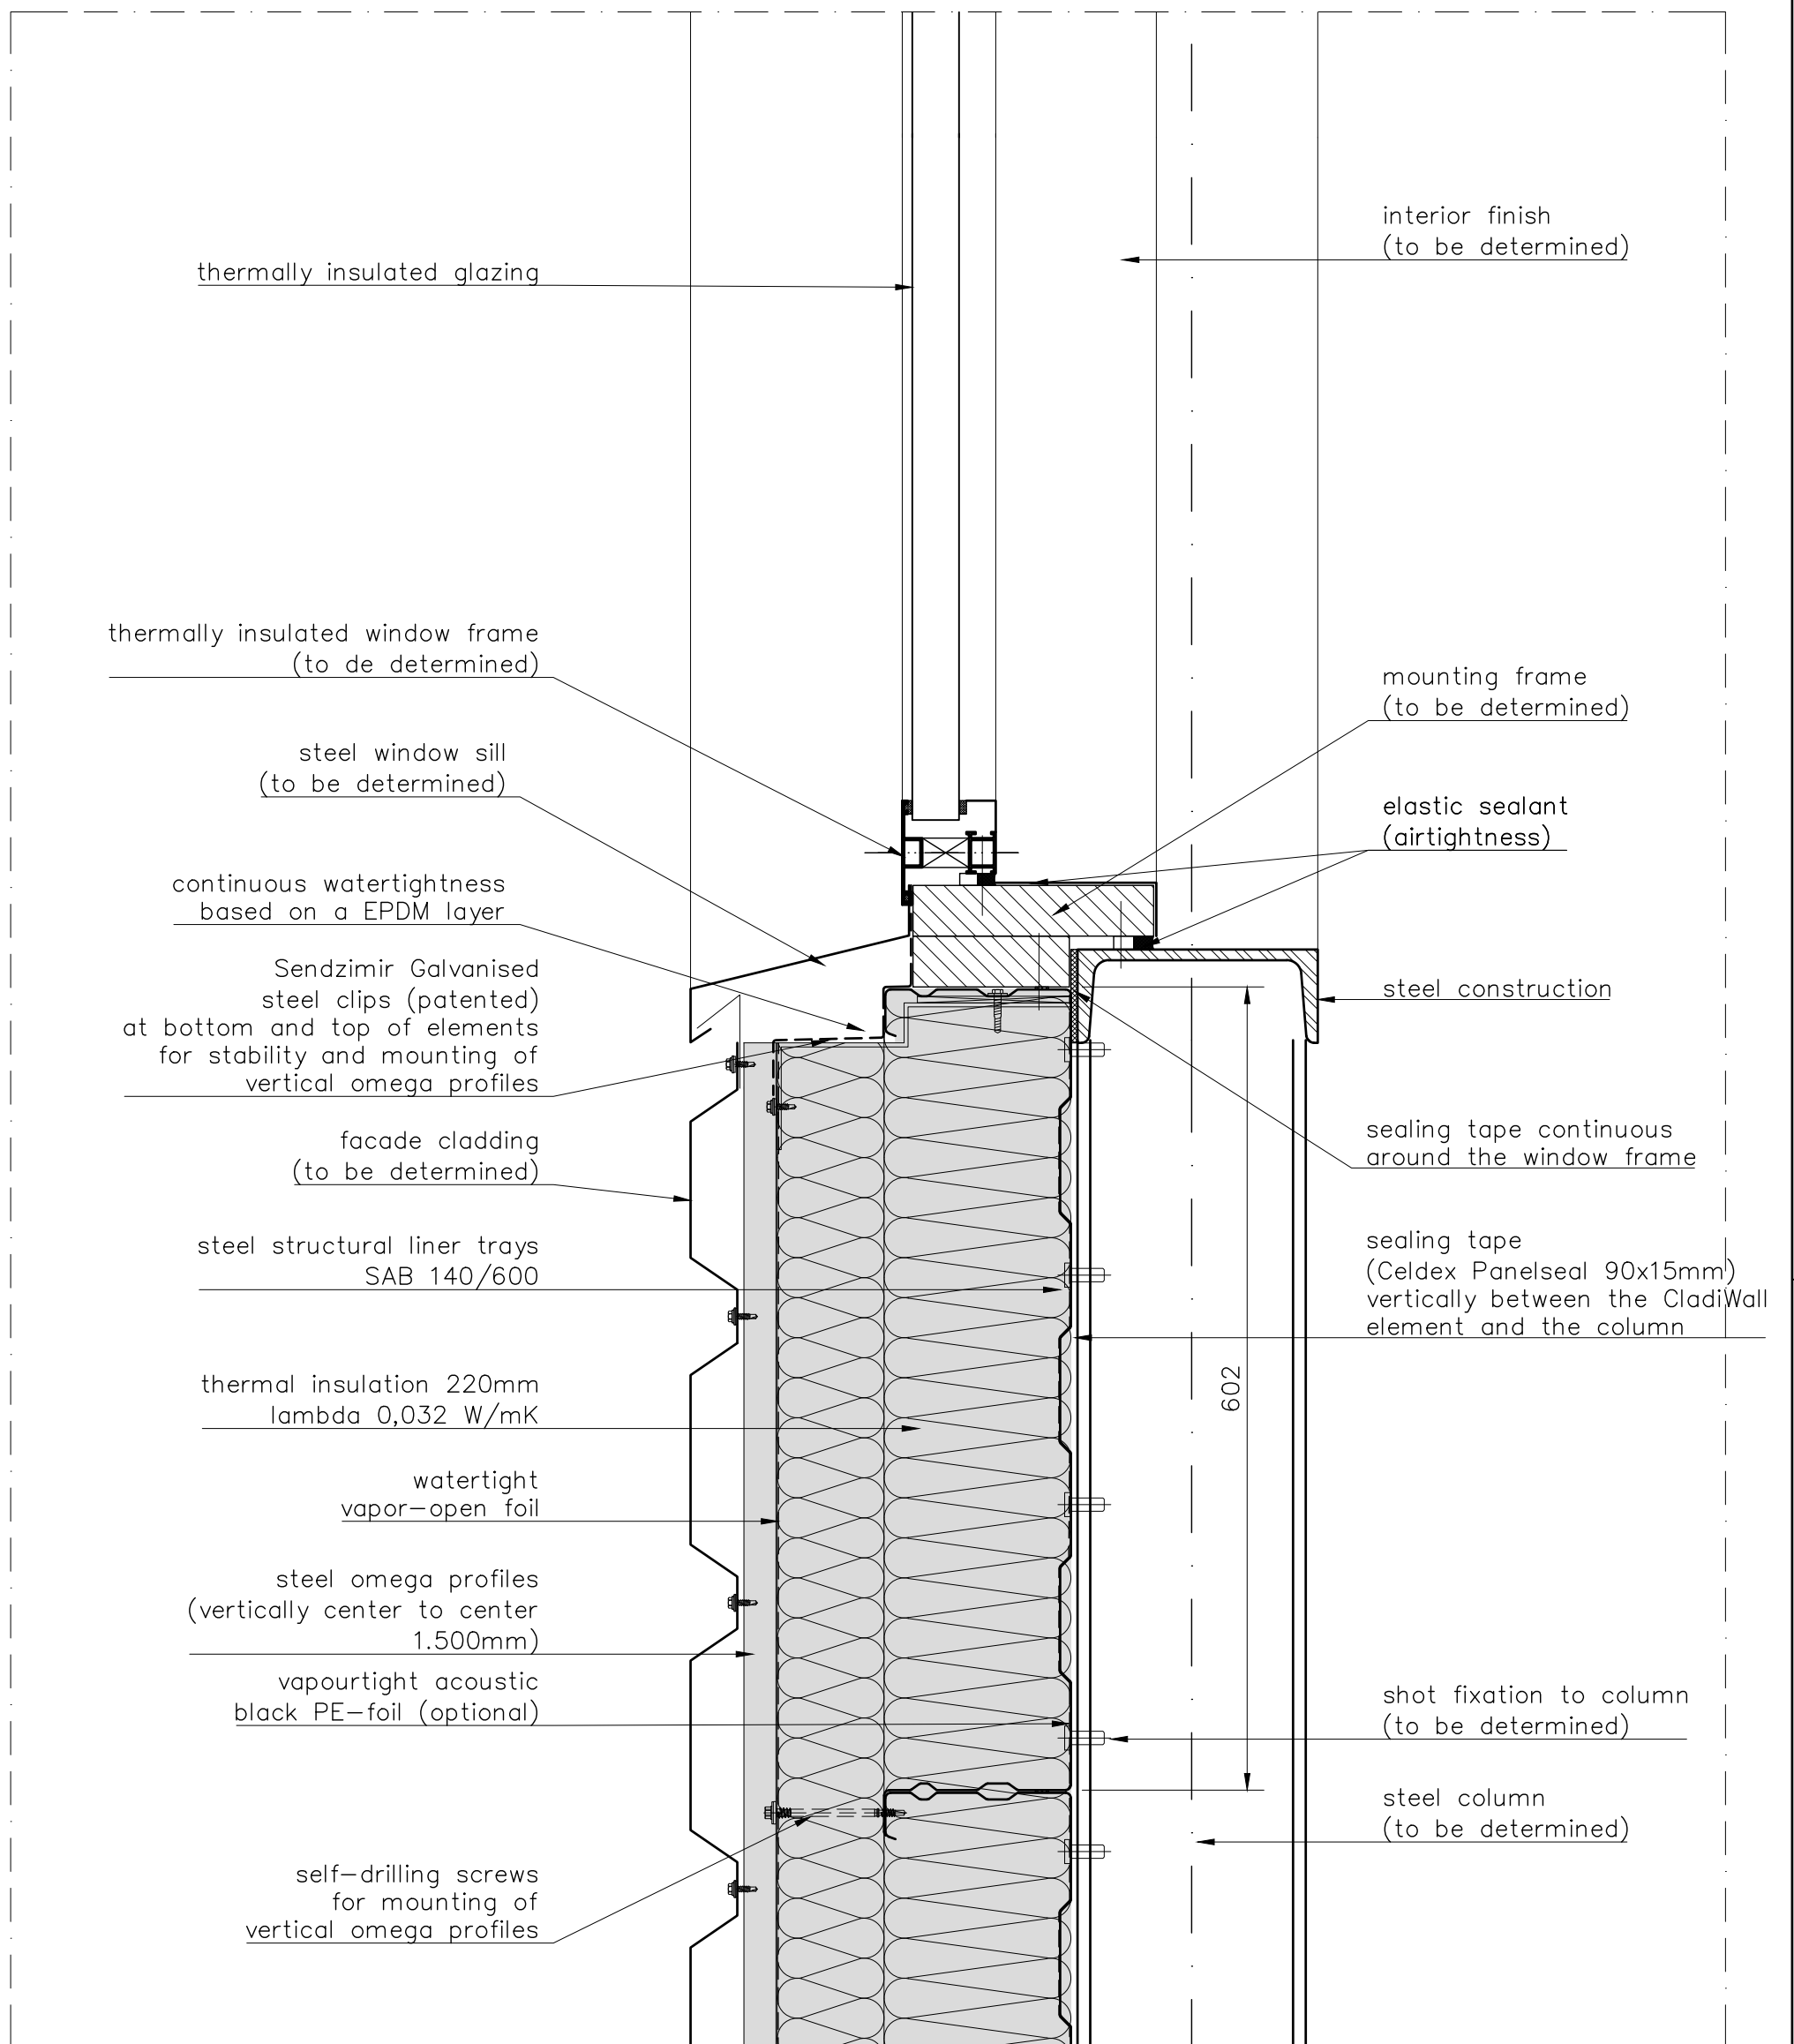 interior finish
(to be determined)
thermally insulated glazing
thermally insulated window frame
(to de determined)
mounting frame
(to be determined)
steel window sill
(to be determined)
elastic sealant
(airtightness)
continuous watertightness
based on a EPDM layer
Sendzimir Galvanised
steel clips (patented)
at bottom and top of elements
for stability and mounting of
vertical omega profiles
steel construction
facade cladding
(to be determined)
sealing tape continuous
around the window frame
steel structural liner trays
SAB 140/600
sealing tape
(Celdex Panelseal 90x15mm)
vertically between the CladiWall
element and the column
602
thermal insulation 220mm
lambda 0,032 W/mK
watertight
vapor-open foil
steel omega profiles
(vertically center to center
1.500mm)
vapourtight acoustic
black PE-foil (optional)
shot fixation to column
(to be determined)
steel column
(to be determined)
self-drilling screws
for mounting of
vertical omega profiles